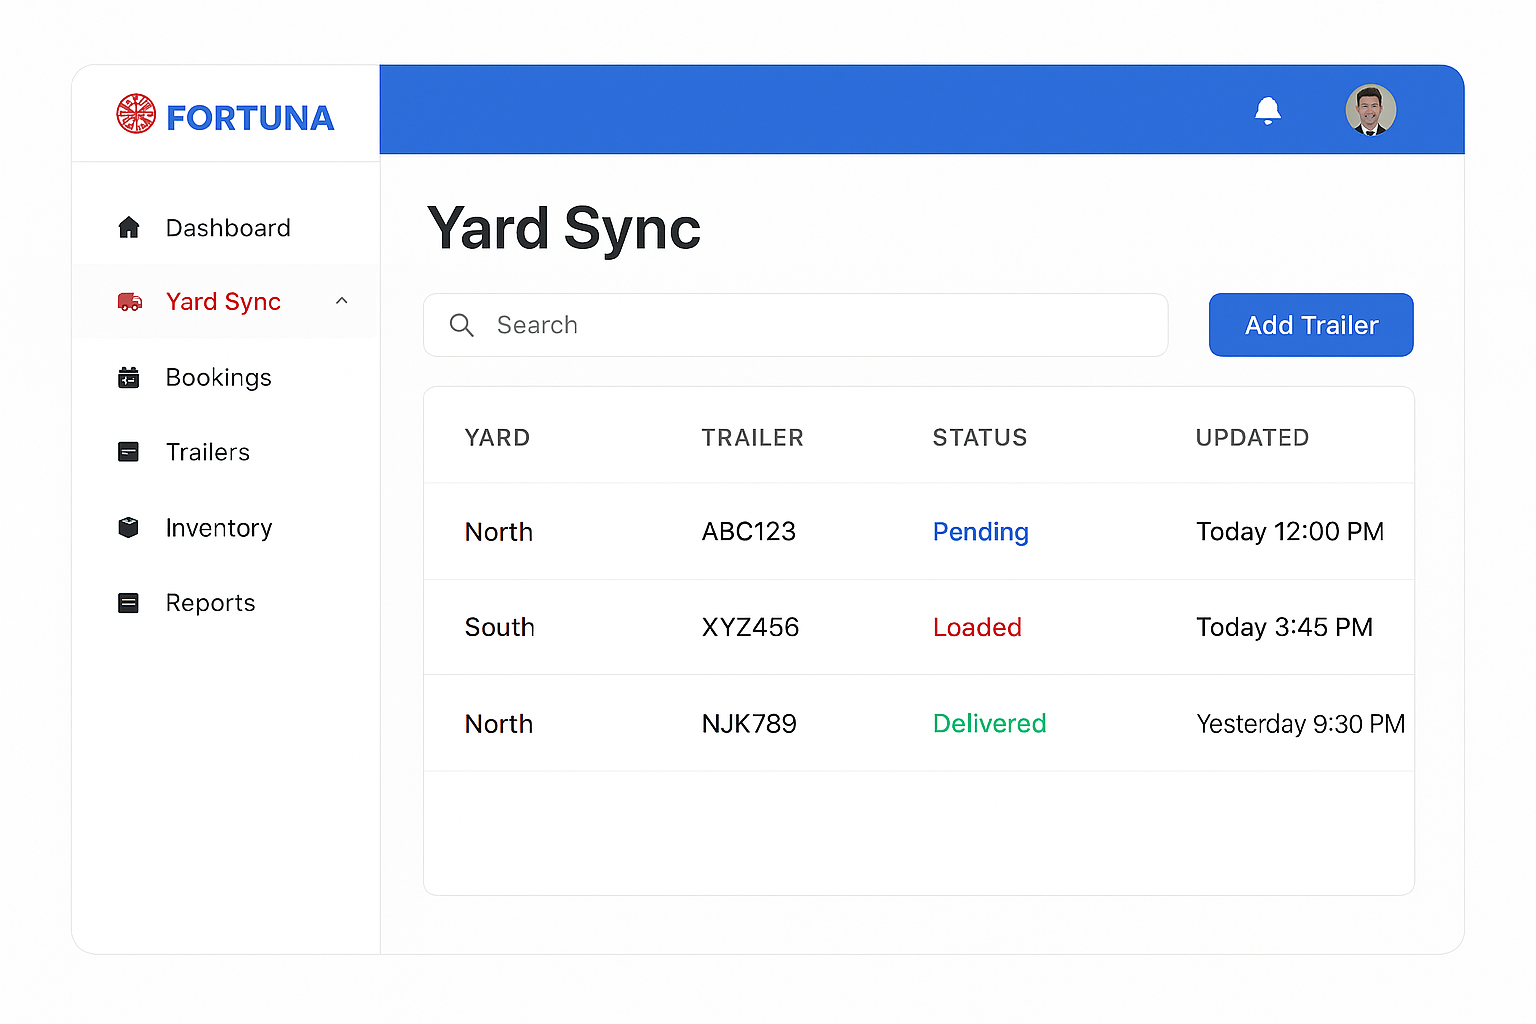 FORTUNA
Dashboard
Yard Sync
Bookings
Trailers
Inventory
Reports
Yard Sync
Search
Add Trailer
YARD TRAILER STATUS UPDATED
North ABC123 Pending Today 12:00 PM
South XYZ456 Loaded Today 3:45 PM
North NJK789 Delivered Yesterday 9:30 PM